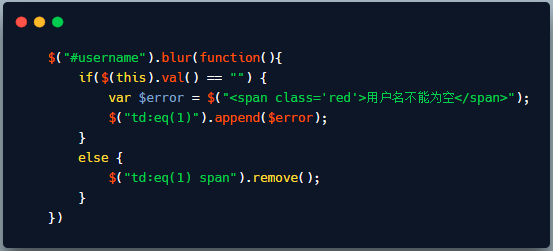 $("#username").blur(function(){
    if($(this).val() == "") {
        var $error = $("<span class='red'>用户名不能为空</span>");
        $("td:eq(1)").append($error);
    }
    else {
        $("td:eq(1) span").remove();
    }
})